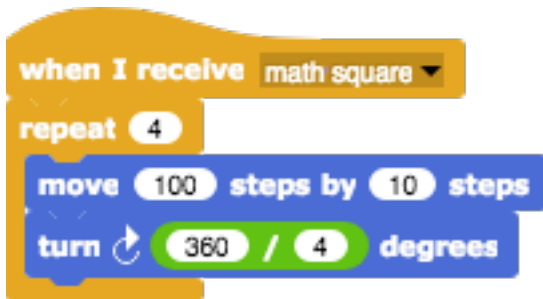 when I receive math square
repeat 4
move 100 steps by 10 steps
turn 360 / 4 degrees